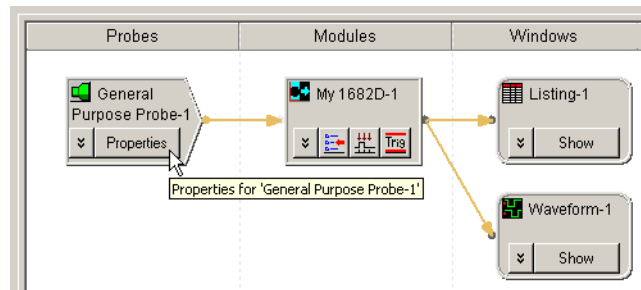 Probes
Modules
Windows
General
Purpose Probe-1
Properties
My 1682D-1
Trig
Listing-1
Show
Properties for 'General Purpose Probe-1'
Waveform-1
Show